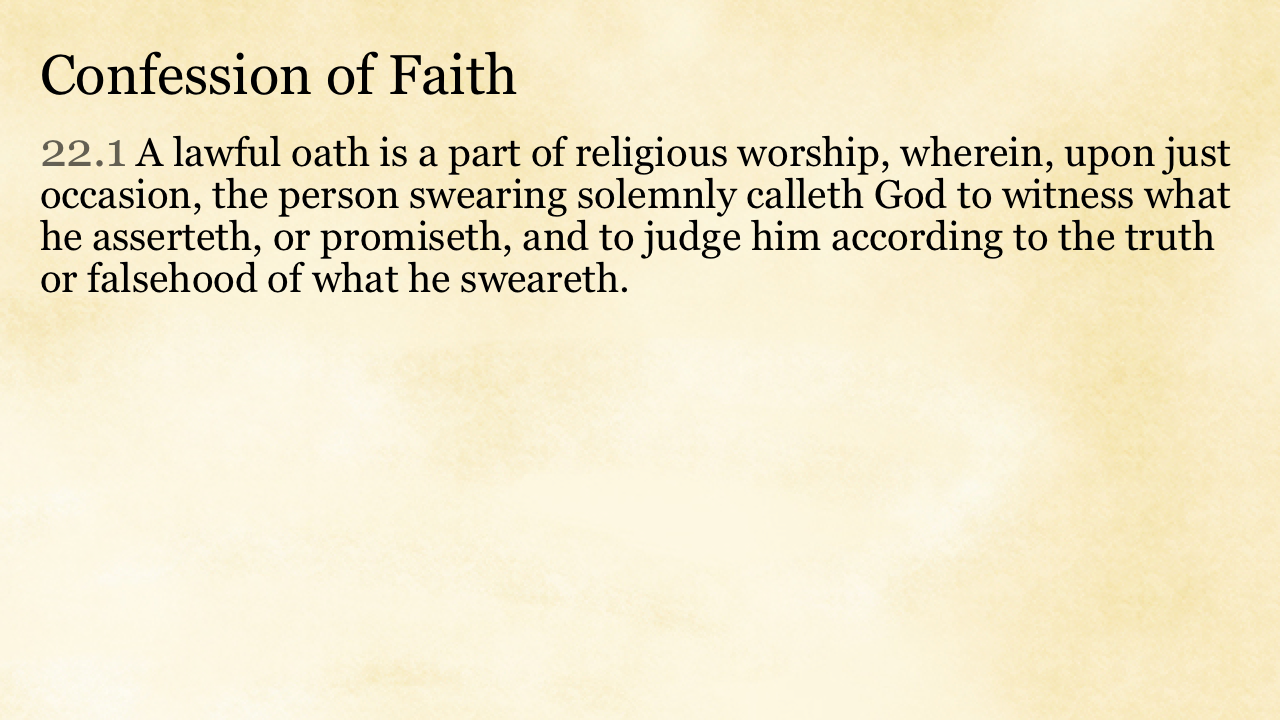 Confession of Faith
22.1 A lawful oath is a part of religious worship, wherein, upon just
occasion, the person swearing solemnly calleth God to witness what
he asserteth, or promiseth, and to judge him according to the truth
or falsehood of what he sweareth.